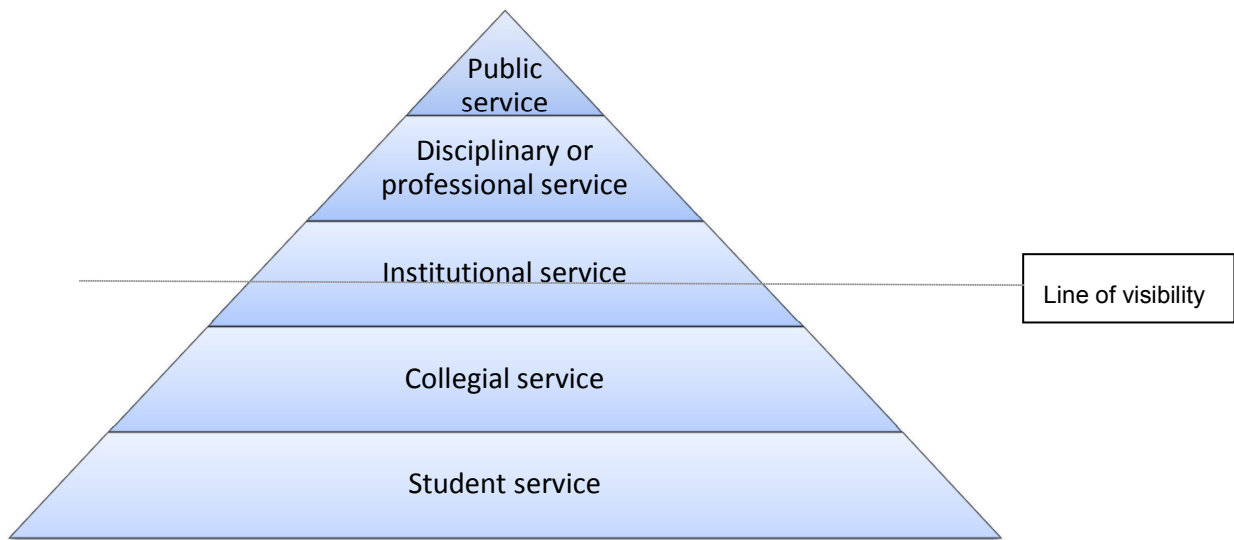 Public
service
Disciplinary or
professional service
Institutional service
Line of visibility
Collegial service
Student service